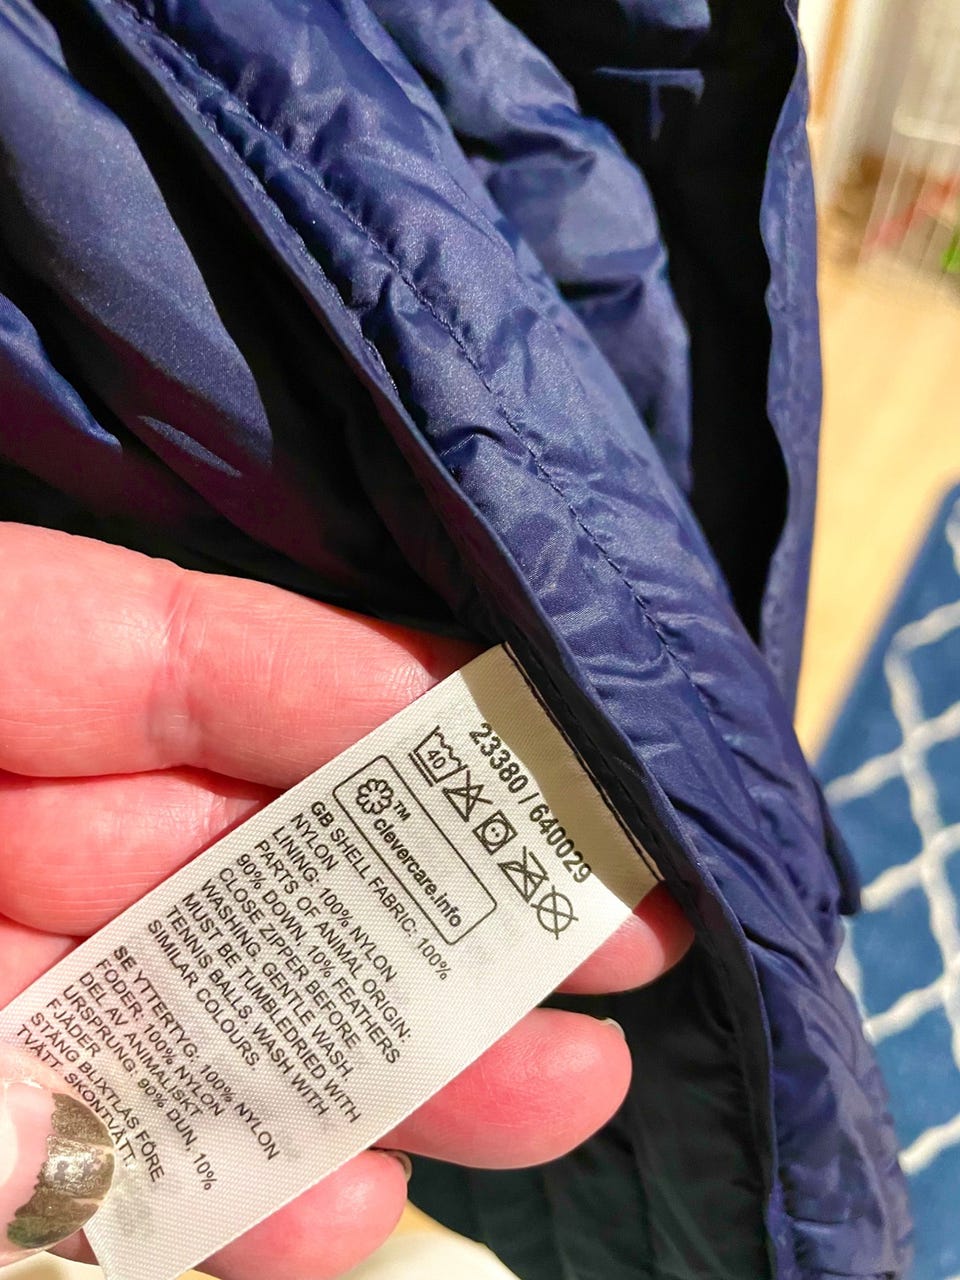 23380 / 640029
40
™
clevercare.info
GB SHELL FABRIC: 100%
NYLON
LINING: 100% NYLON
PARTS OF ANIMAL ORIGIN:
90% DOWN, 10% FEATHERS
CLOSE ZIPPER BEFORE
WASHING. GENTLE WASH.
MUST BE TUMBLEDRIED WITH
TENNIS BALLS. WASH WITH
SIMILAR COLOURS.
SE YTTERTYG: 100% NYLON
FODER: 100% NYLON
DEL AV ANIMALISKT
URSPRUNG: 90% DUN, 10%
FJÄDER
STÄNG BLIXTLÅS FÖRE
TVÄTT. SKONTVÄTT.